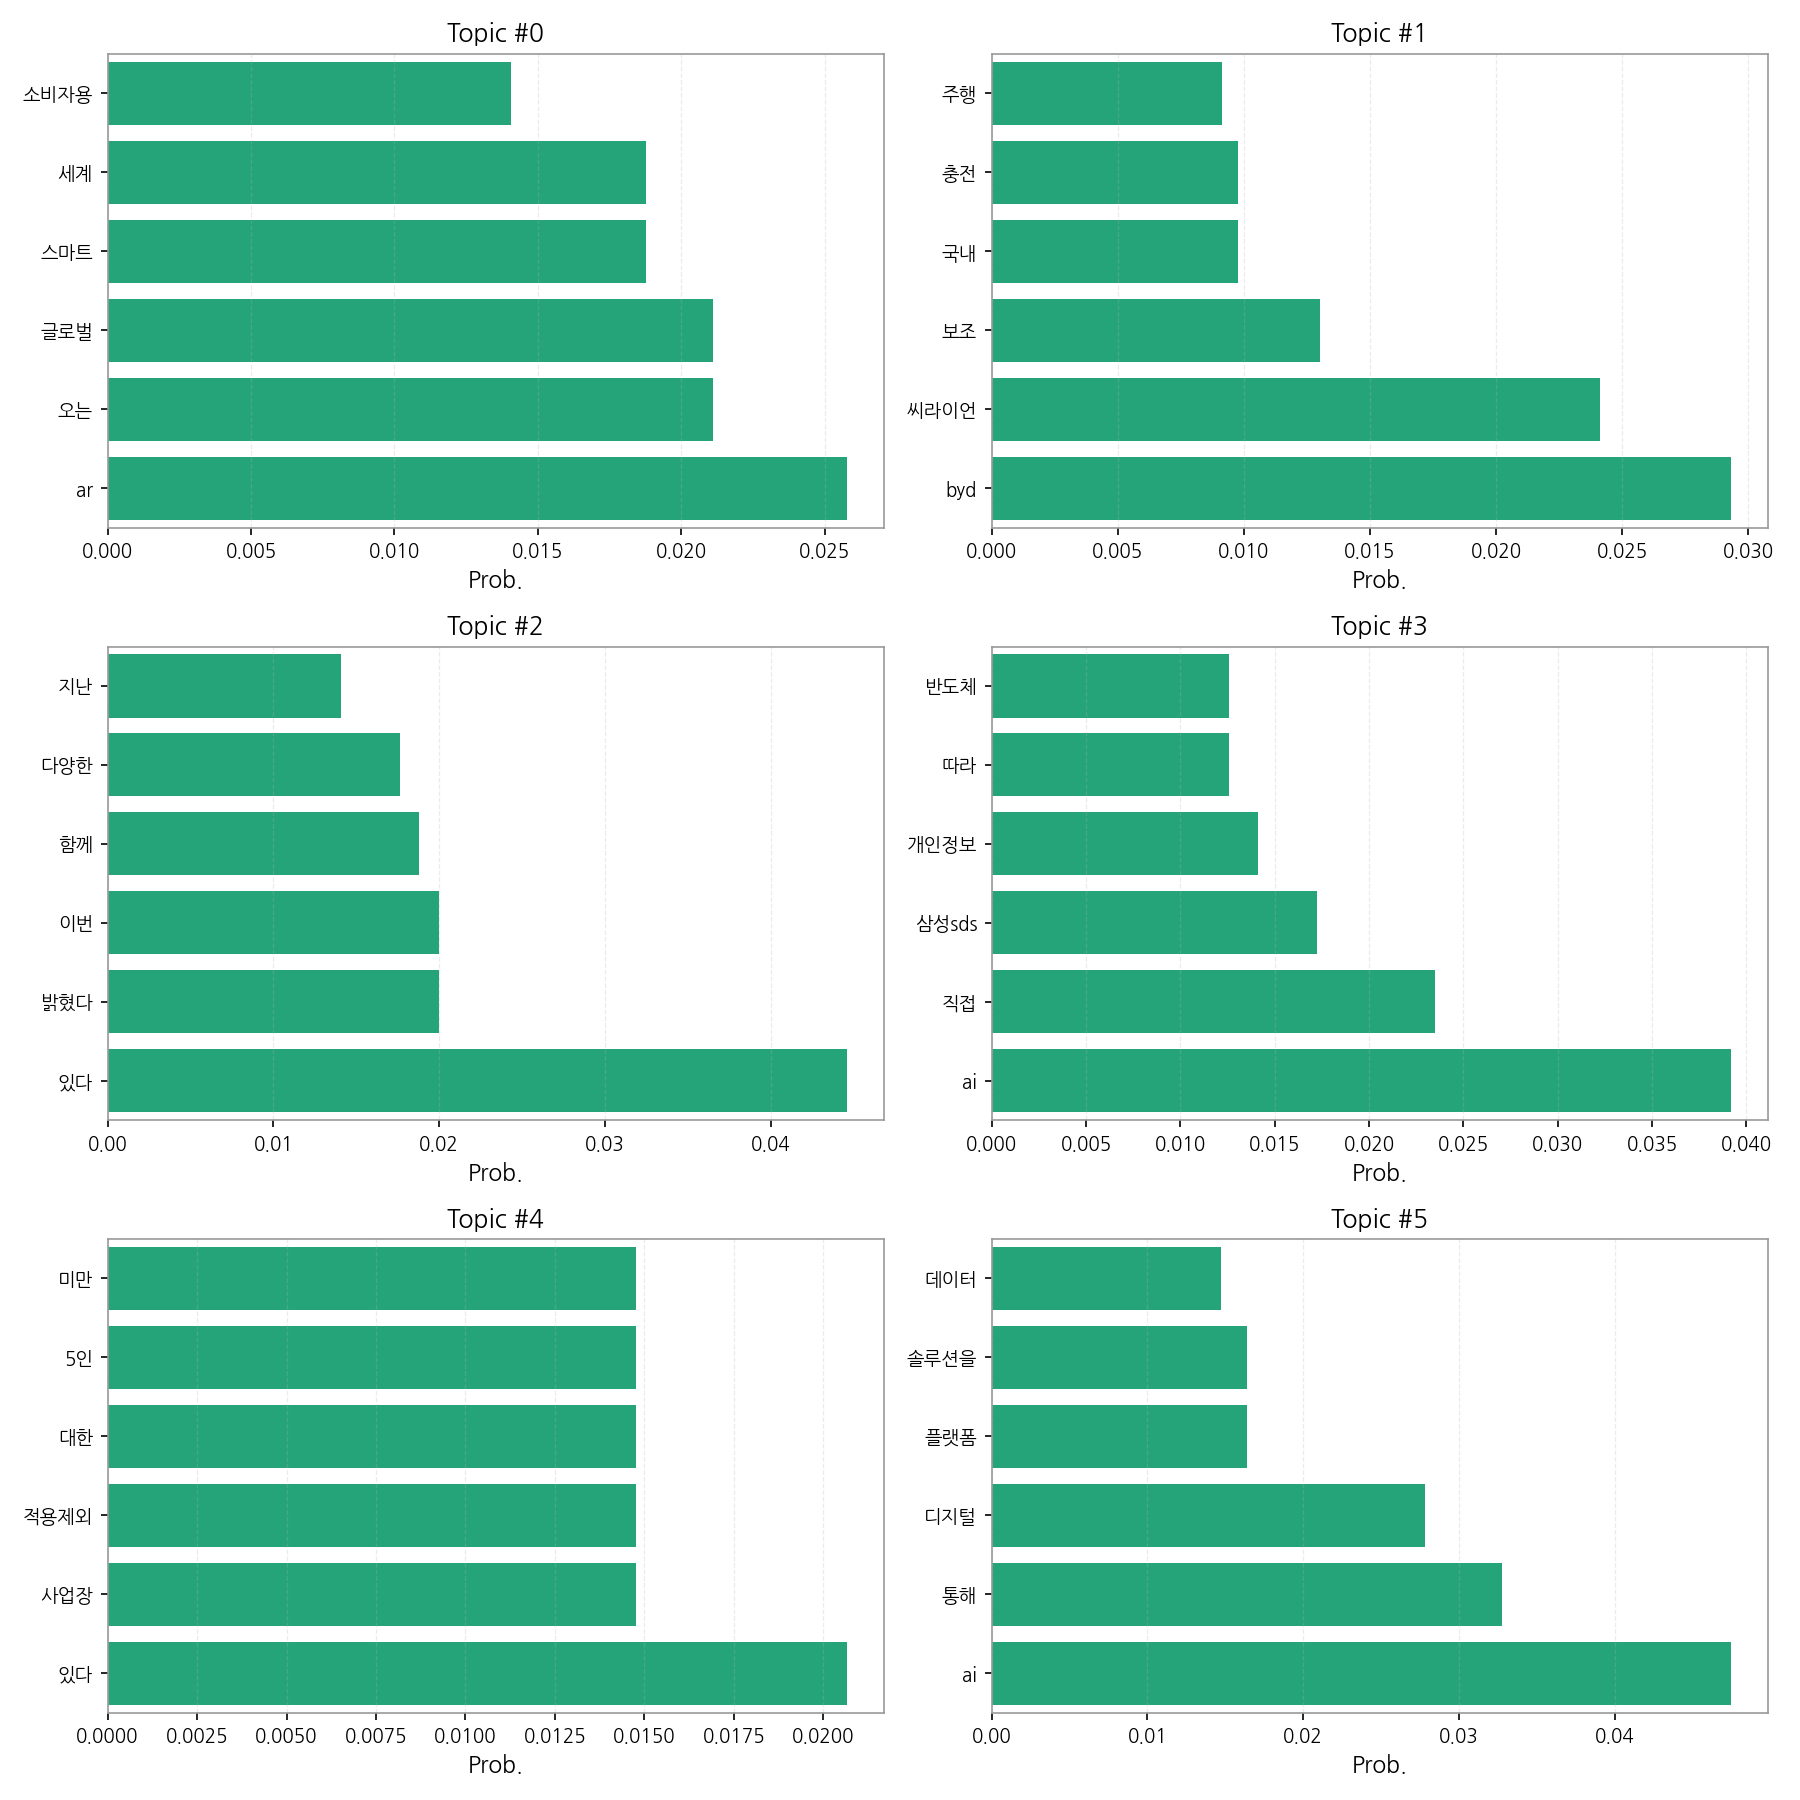 Topic #0
소비자용
세계
스마트
글로벌
오는
ar
0.000 0.005 0.010 0.015 0.020 0.025
Prob.
Topic #1
주행
충전
국내
보조
씨라이언
byd
0.000 0.005 0.010 0.015 0.020 0.025 0.030
Prob.
Topic #2
지난
다양한
함께
이번
밝혔다
있다
0.00 0.01 0.02 0.03 0.04
Prob.
Topic #3
반도체
따라
개인정보
삼성sds
직접
ai
0.000 0.005 0.010 0.015 0.020 0.025 0.030 0.035 0.040
Prob.
Topic #4
미만
5인
대한
적용제외
사업장
있다
0.0000 0.0025 0.0050 0.0075 0.0100 0.0125 0.0150 0.0175 0.0200
Prob.
Topic #5
데이터
솔루션을
플랫폼
디지털
통해
ai
0.00 0.01 0.02 0.03 0.04
Prob.